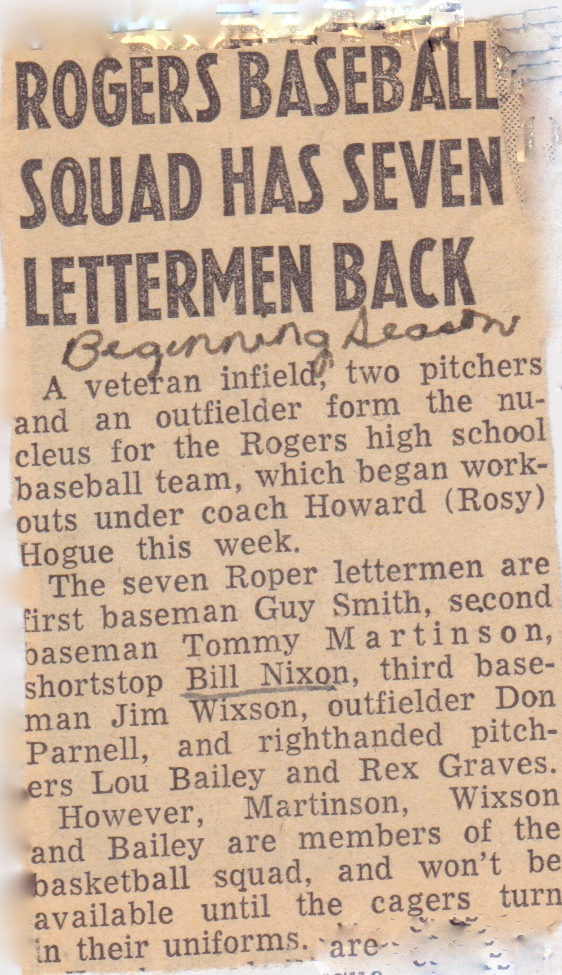 ROGERS BASEBALL
SQUAD HAS SEVEN
LETTERMEN BACK
Beginning Season
A veteran infield, two pitchers
and an outfielder form the nu-
cleus for the Rogers high school
baseball team, which began work-
outs under coach Howard (Rosy)
Hogue this week.
The seven Roper lettermen are
first baseman Guy Smith, second
baseman Tommy Martinson,
shortstop Bill Nixon, third base-
man Jim Wixson, outfielder Don
Parnell, and righthanded pitch-
ers Lou Bailey and Rex Graves.
However, Martinson, Wixson
and Bailey are members of the
basketball squad, and won't be
available until the cagers turn
in their uniforms. are